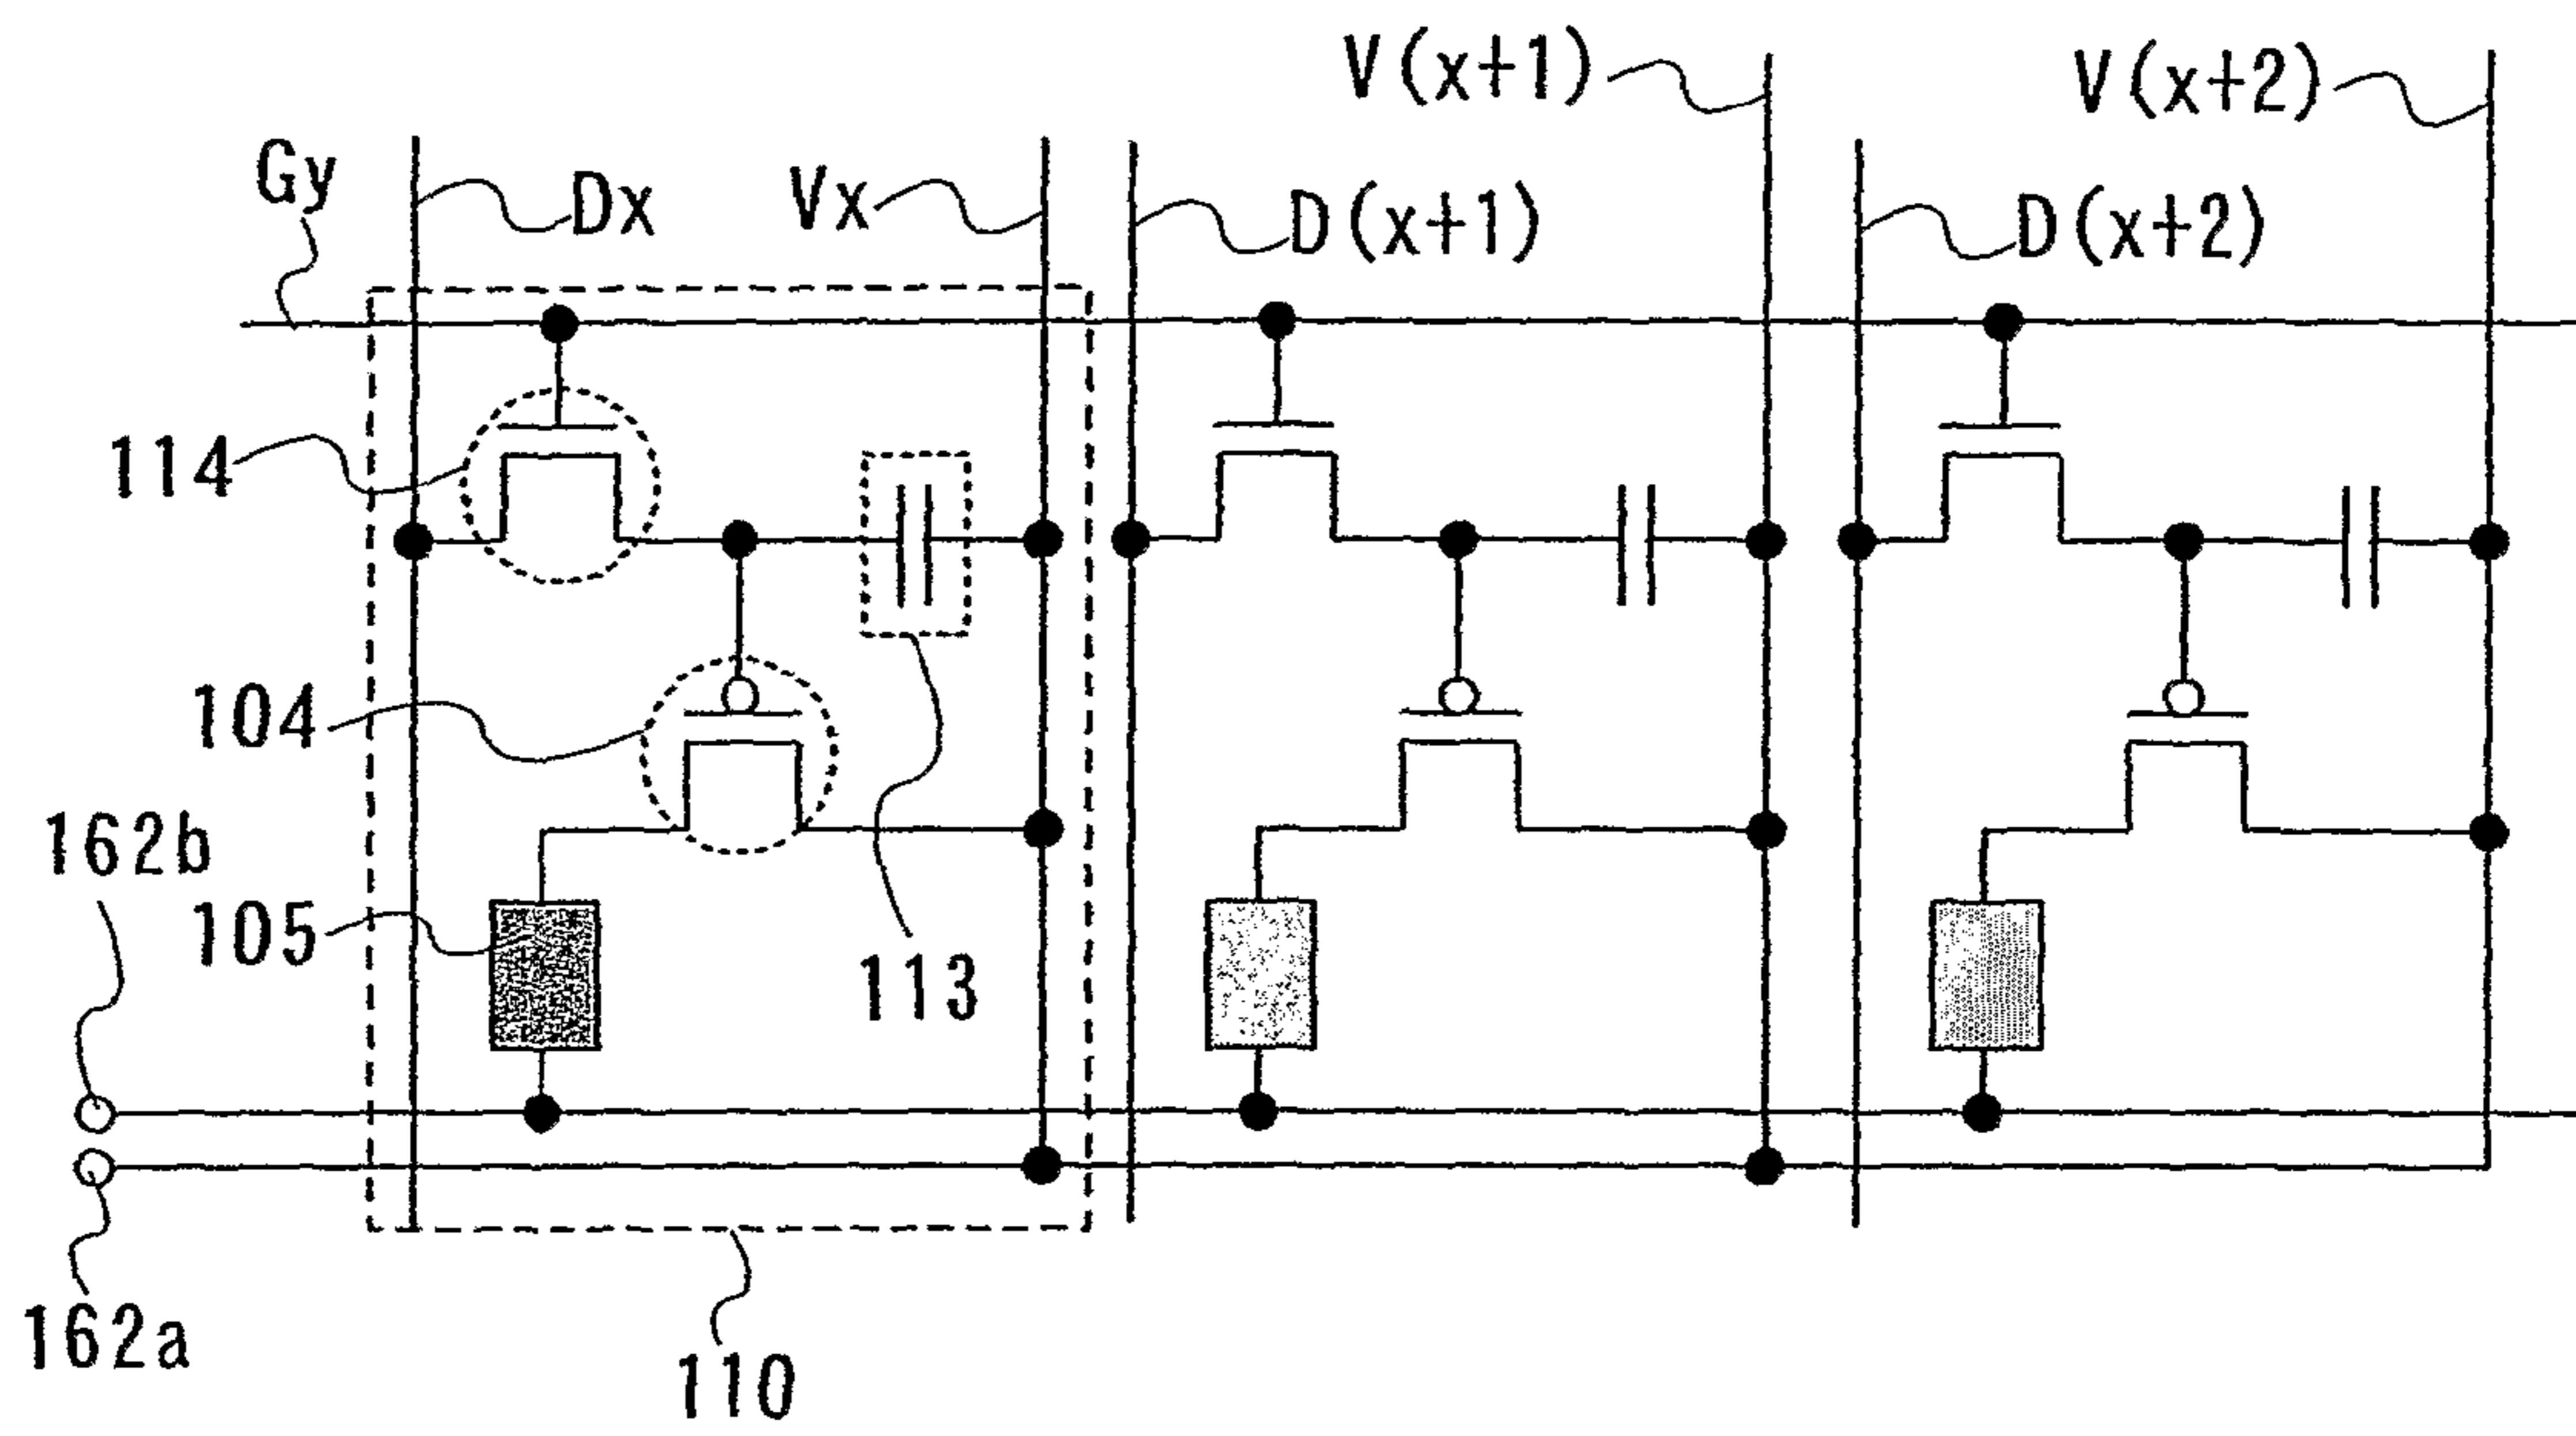 V(x+1)
V(x+2)
Gy
Dx
Vx
D(x+1)
D(x+2)
114
104
162b
105
113
162a
110